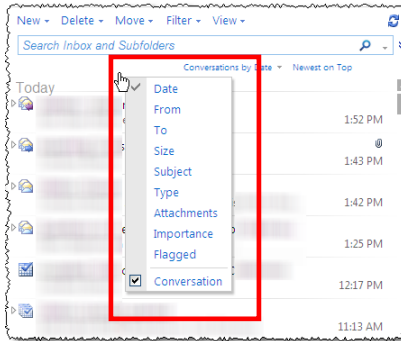 New Delete Move Filter View
Search Inbox and Subfolders
Conversations by Date Newest on Top
Today
Date
From
1:52 PM
To
Size
1:43 PM
Subject
Type
1:42 PM
Attachments
Importance
1:25 PM
Flagged
Conversation
12:17 PM
11:13 AM